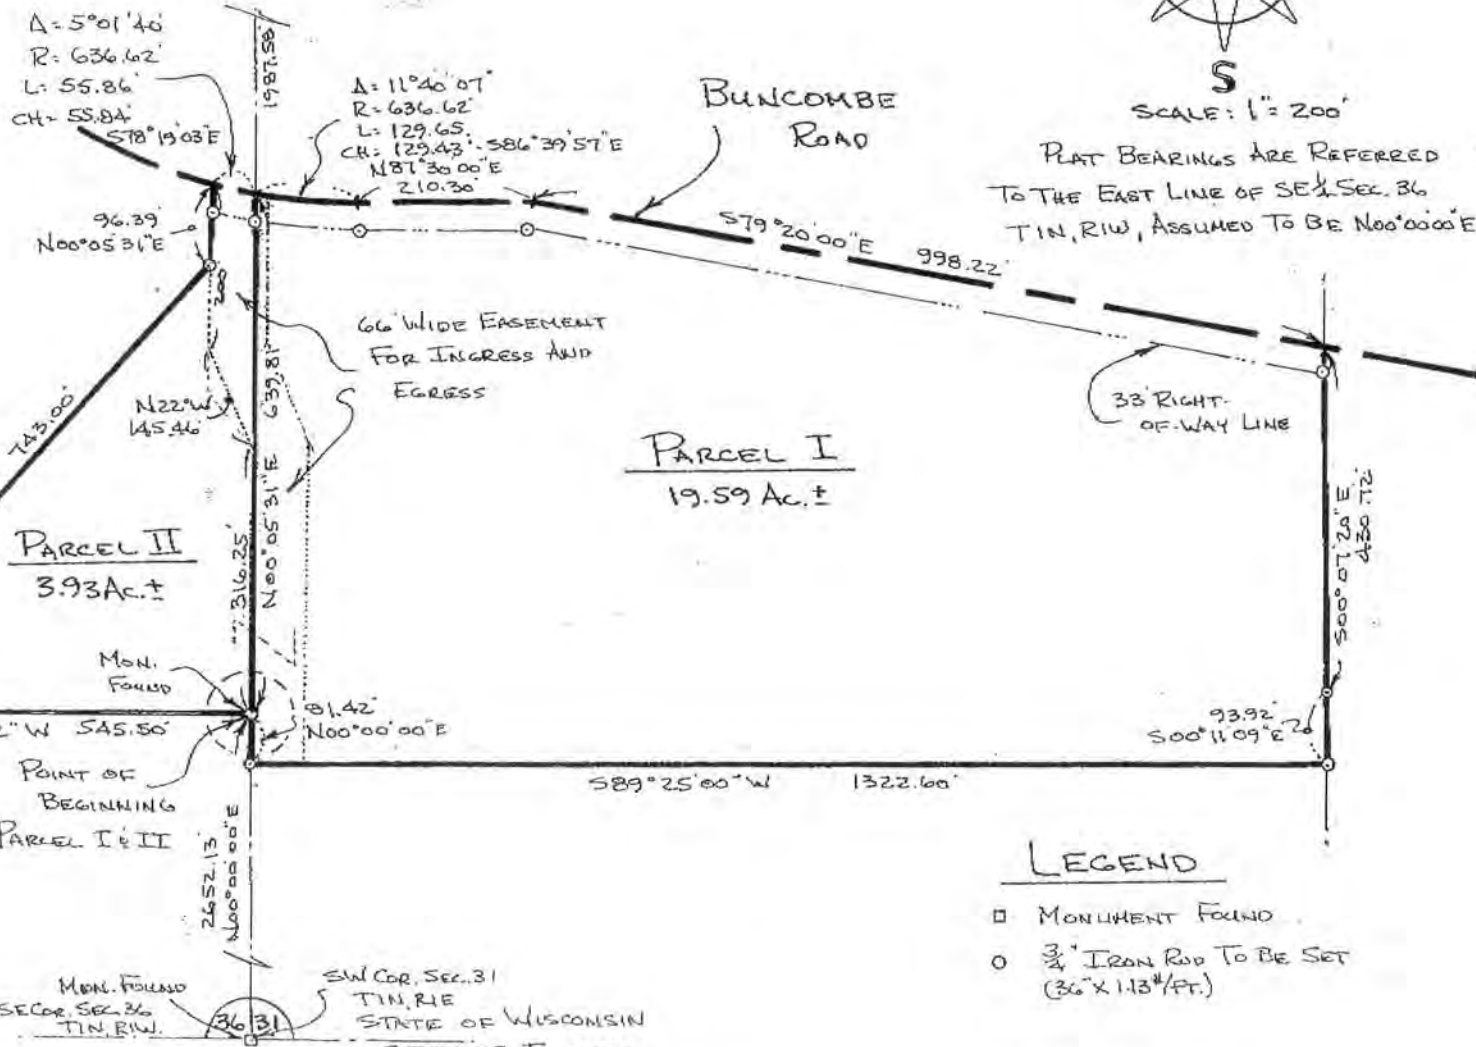 Δ= 5°01'40"
R= 636.62'
L= 55.86'
CH= 55.84'
S78°19'03"E
1987.58'
Δ= 11°40'07"
R= 636.62'
L= 129.65'
CH= 129.43' - S86°39'57"E
N87°30'00"E
210.30'
BUNCOMBE
ROAD
S
SCALE: 1"= 200'
PLAT BEARINGS ARE REFERRED
TO THE EAST LINE OF SE¼ SEC. 36
T1N, R1W, ASSUMED TO BE N00°00'00"E
S79°20'00"E 998.22'
96.39'
N00°05'31"E
200'
66' WIDE EASEMENT
FOR INGRESS AND
EGRESS
33' RIGHT-
OF-WAY LINE
743.00'
N22°W
145.46'
639.81'
N00°05'31"E
316.25'
PARCEL I
19.59 AC.±
PARCEL II
3.93 AC.±
S00°07'29"E
430.72'
MON.
FOUND
2"W 545.50'
81.42'
N00°00'00"E
93.92'
S00°11'09"E
S89°25'00"W 1322.60'
POINT OF
BEGINNING
PARCEL I & II
2652.13'
N00°00'00"E
LEGEND
□ MONUMENT FOUND
○ ¾" IRON ROD TO BE SET
(36" X 1.13#/FT.)
MON. FOUND
SE COR. SEC. 36
T1N, R1W.
36 31
SW COR. SEC. 31
T1N, R1E
STATE OF WISCONSIN